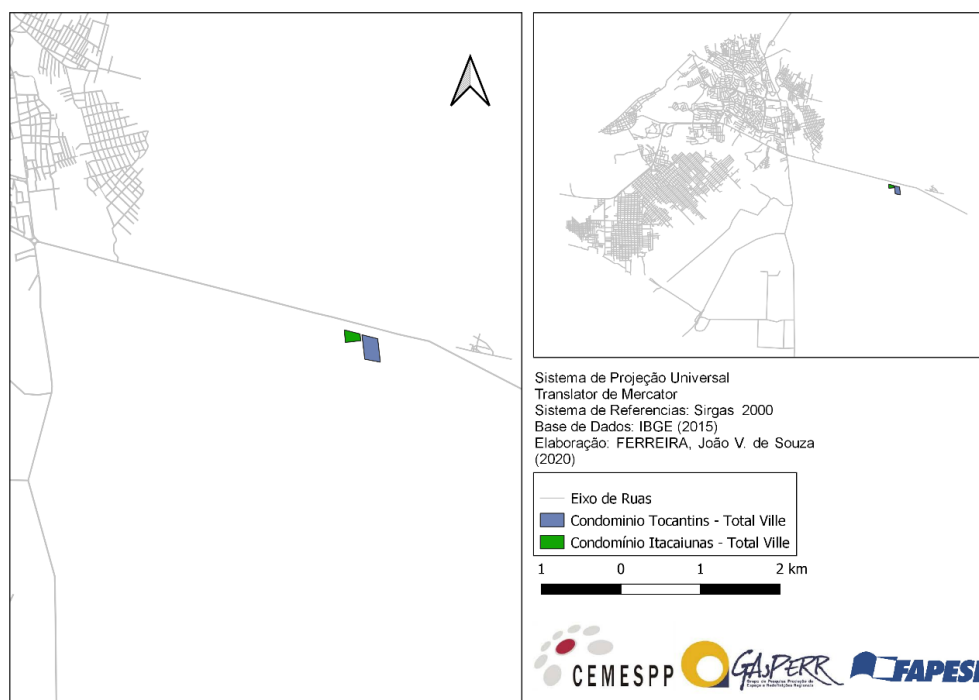 Sistema de Projeção Universal
Translator de Mercator
Sistema de Referencias: Sirgas 2000
Base de Dados: IBGE (2015)
Elaboração: FERREIRA, João V. de Souza
(2020)
Eixo de Ruas
Condominio Tocantins - Total Ville
Condomínio Itacaiunas - Total Ville
1 0 1 2 km
CEMESPP
GAsPERR
FAPESP